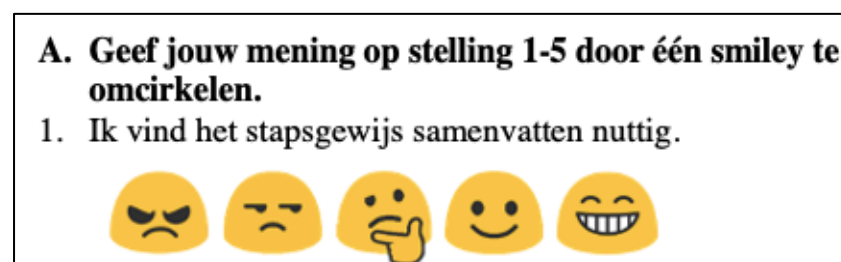 A. Geef jouw mening op stelling 1-5 door één smiley te
omcirkelen.
1. Ik vind het stapsgewijs samenvatten nuttig.